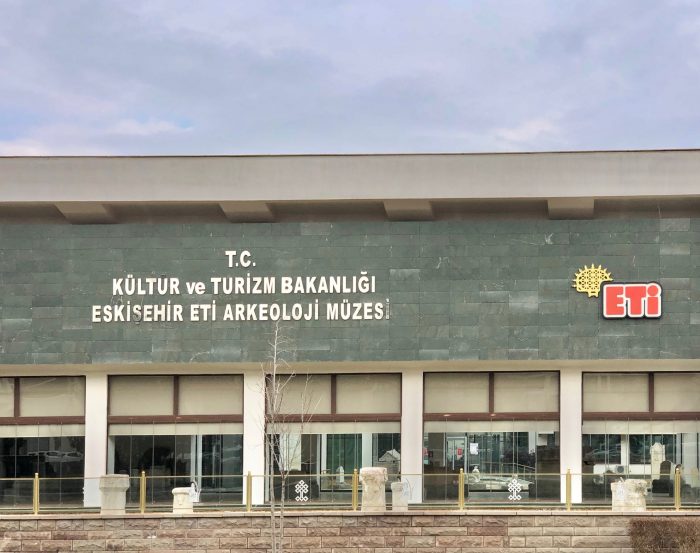 T.C.
KÜLTÜR ve TURİZM BAKANLIĞI
ESKİŞEHİR ETİ ARKEOLOJİ MÜZESİ
ETİ